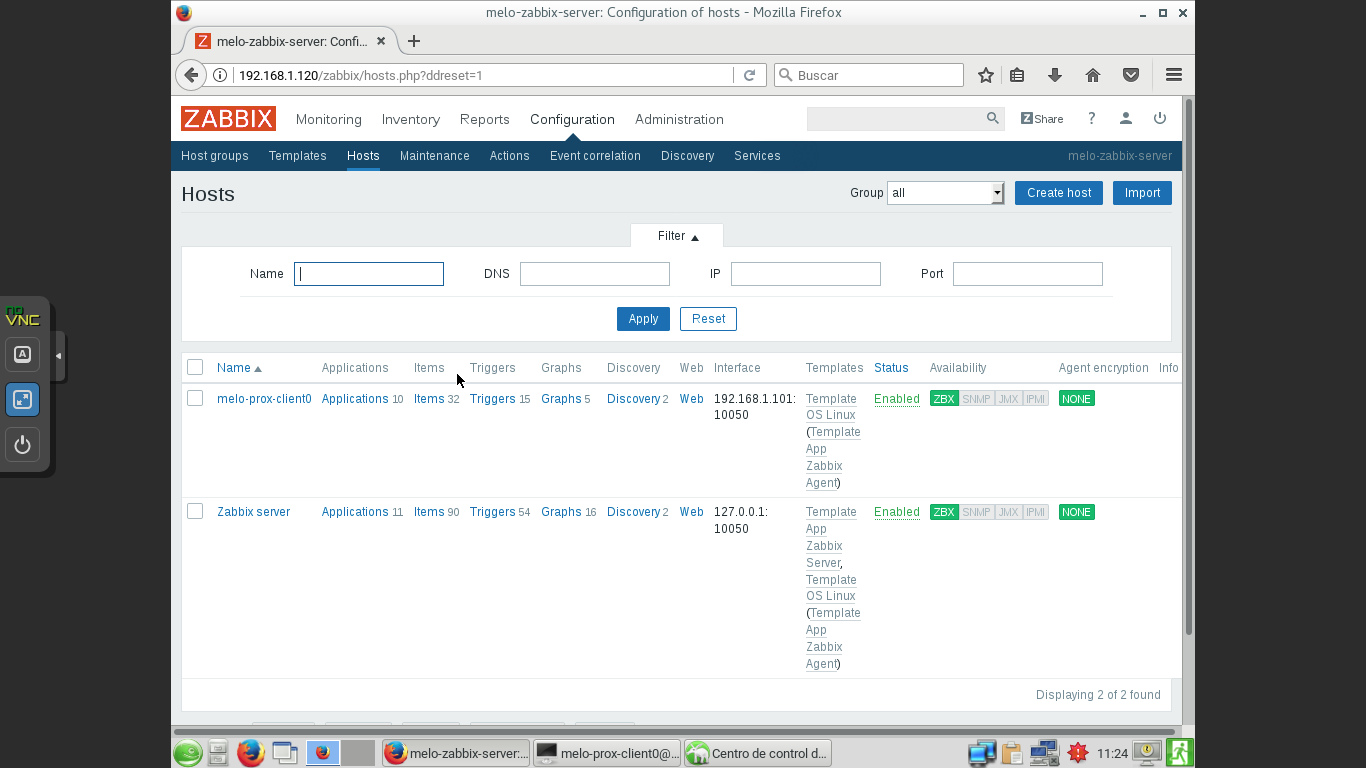 melo-zabbix-server: Configuration of hosts - Mozilla Firefox
Z melo-zabbix-server: Confi...
192.168.1.120/zabbix/hosts.php?ddreset=1
Buscar
ZABBIX Monitoring Inventory Reports Configuration Administration Z Share ?
Host groups Templates Hosts Maintenance Actions Event correlation Discovery Services melo-zabbix-server
Hosts Group all Create host Import
Filter
Name DNS IP Port
Apply Reset
no
VNC
A
Name Applications Items Triggers Graphs Discovery Web Interface Templates Status Availability Agent encryption Info
melo-prox-client0 Applications 10 Items 32 Triggers 15 Graphs 5 Discovery 2 Web 192.168.1.101: Template Enabled ZBX SNMP JMX IPMI NONE
10050 OS Linux
(Template
App
Zabbix
Agent)
Zabbix server Applications 11 Items 90 Triggers 54 Graphs 16 Discovery 2 Web 127.0.0.1: Template Enabled ZBX SNMP JMX IPMI NONE
10050 App
Zabbix
Server,
Template
OS Linux
(Template
App
Zabbix
Agent)
Displaying 2 of 2 found
melo-zabbix-server:... melo-prox-client0@... Centro de control d... 11:24